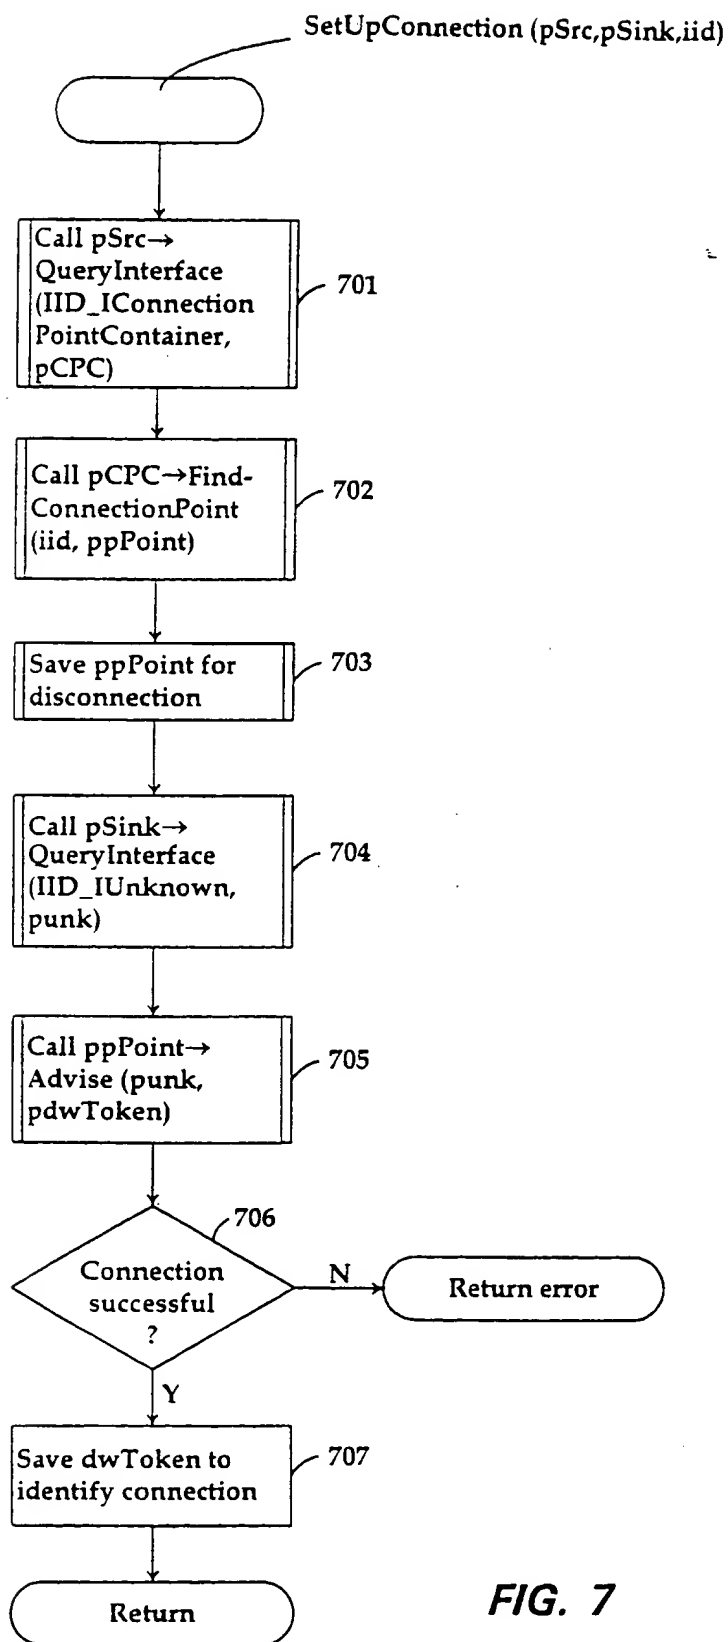 SetUpConnection (pSrc,pSink,iid)
Call pSrc→
QueryInterface
(IID_IConnection
PointContainer,
pCPC)
701
Call pCPC→Find-
ConnectionPoint
(iid, ppPoint)
702
Save ppPoint for
disconnection
703
Call pSink→
QueryInterface
(IID_IUnknown,
punk)
704
Call ppPoint→
Advise (punk,
pdwToken)
705
706
Connection
successful
?
N
Return error
Y
Save dwToken to
identify connection
707
Return
FIG. 7